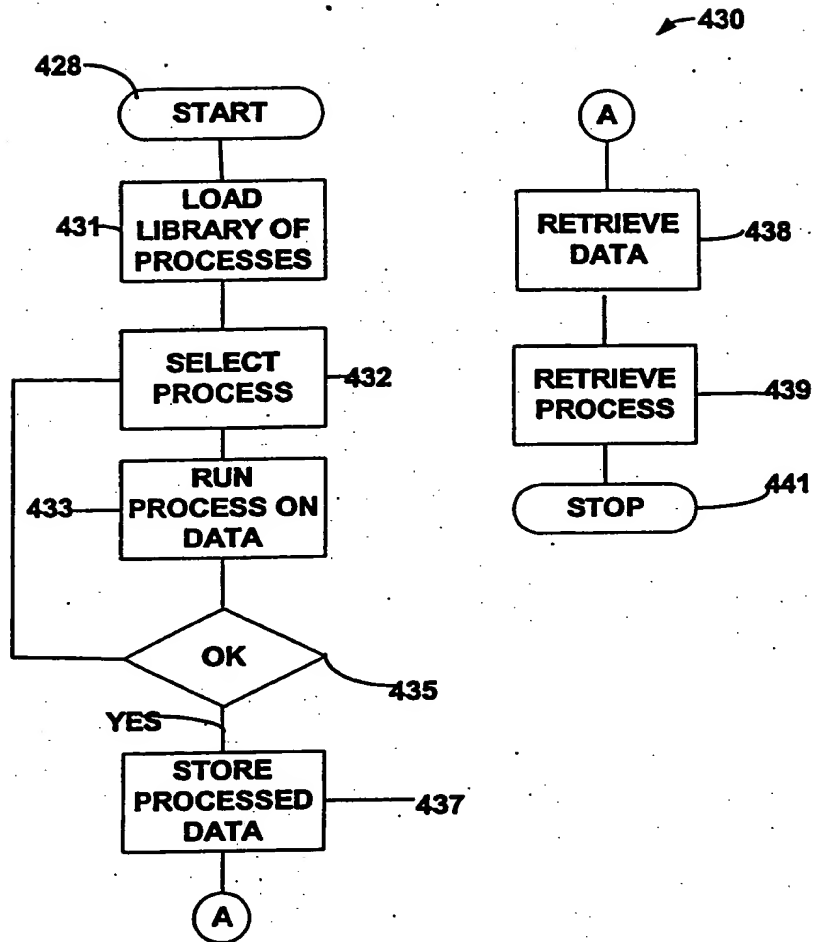 430
428
START
431
LOAD
LIBRARY OF
PROCESSES
SELECT
PROCESS
432
433
RUN
PROCESS ON
DATA
OK
435
YES
STORE
PROCESSED
DATA
437
A
A
RETRIEVE
DATA
438
RETRIEVE
PROCESS
439
STOP
441